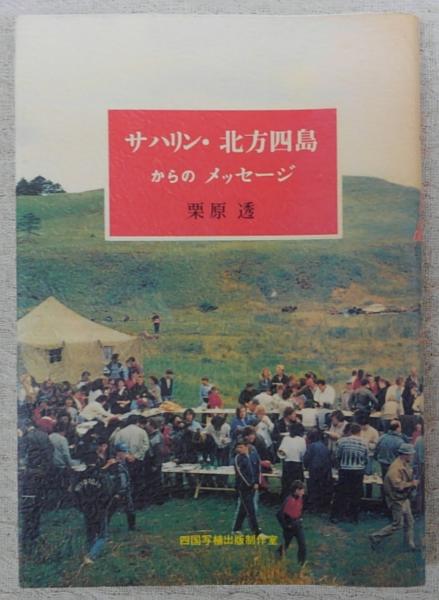 サハリン・北方四島
からの メッセージ
栗原 透
四国写植出版制作室